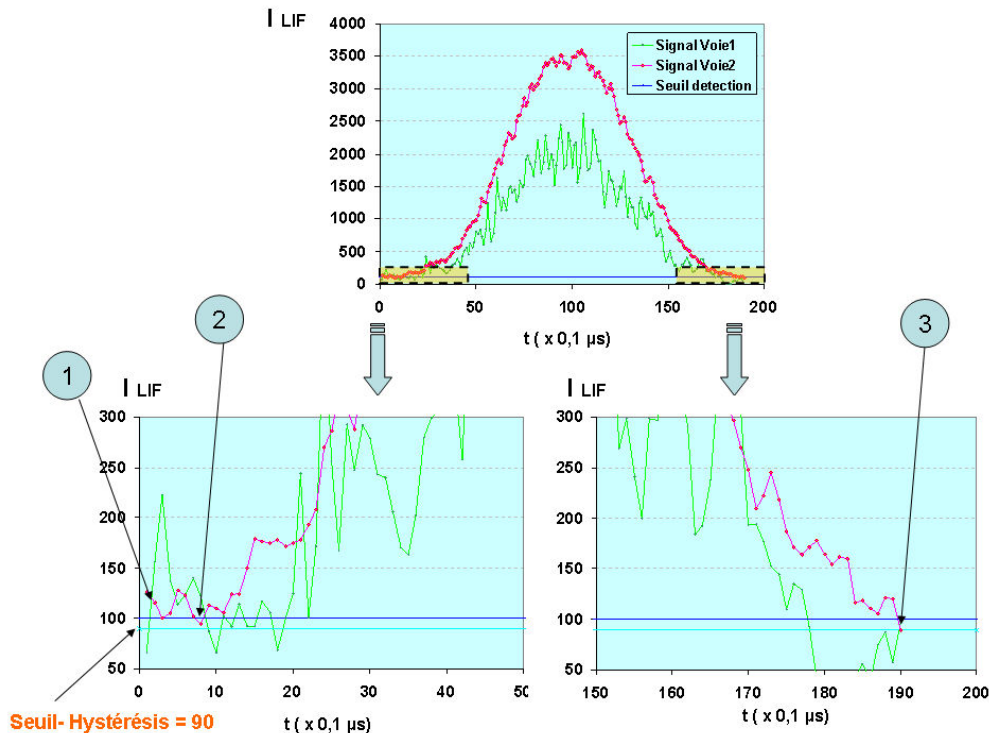 I LIF
4000
3500
3000
2500
2000
1500
1000
500
0
0 50 100 150 200
t ( x 0,1 µs)
Signal Voie1
Signal Voie2
Seuil detection
1
2
3
I LIF
300
250
200
150
100
50
0 10 20 30 40 50
t ( x 0,1 µs)
Seuil- Hystérésis = 90
I LIF
300
250
200
150
100
50
150 160 170 180 190 200
t ( x 0,1 µs)